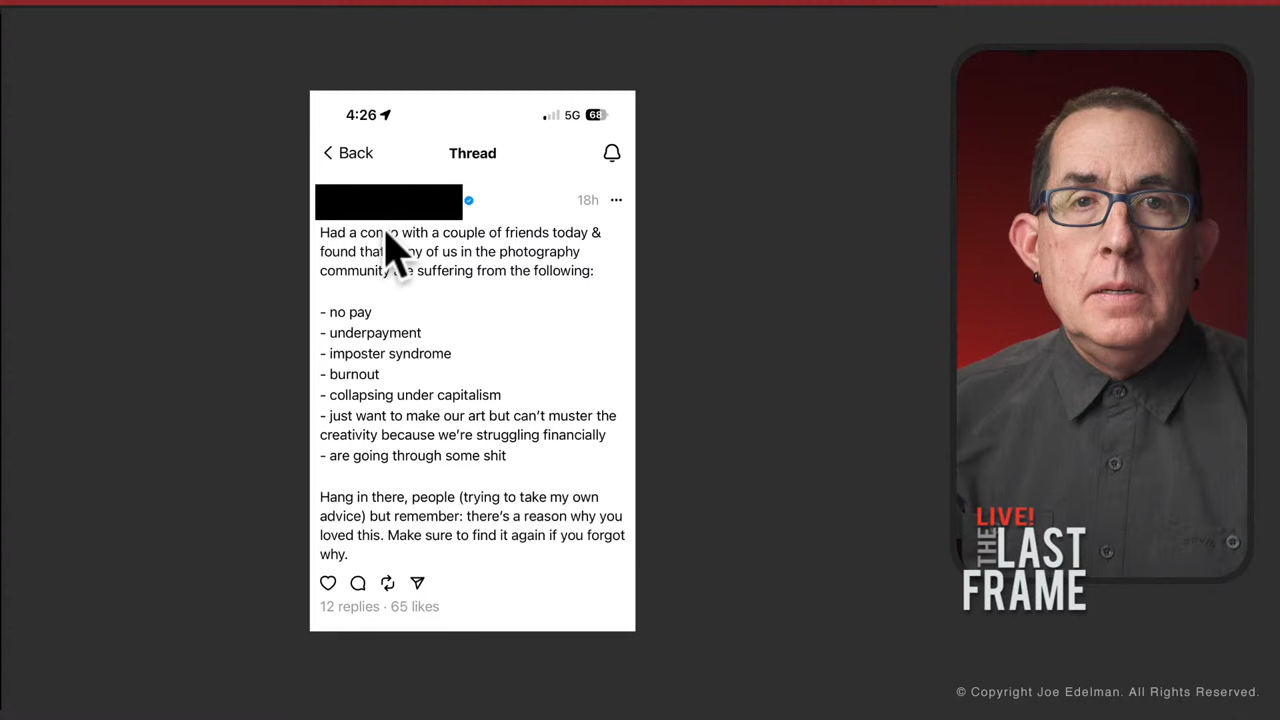 4:26
5G
68
Back
Thread
18h
Had a convo with a couple of friends today &
found that of us in the photography
community suffering from the following:
- no pay
- underpayment
- imposter syndrome
- burnout
- collapsing under capitalism
- just want to make our art but can’t muster the
creativity because we’re struggling financially
- are going through some shit
Hang in there, people (trying to take my own
advice) but remember: there’s a reason why you
loved this. Make sure to find it again if you forgot
why.
12 replies · 65 likes
LIVE!
THE LAST
FRAME
© Copyright Joe Edelman. All Rights Reserved.